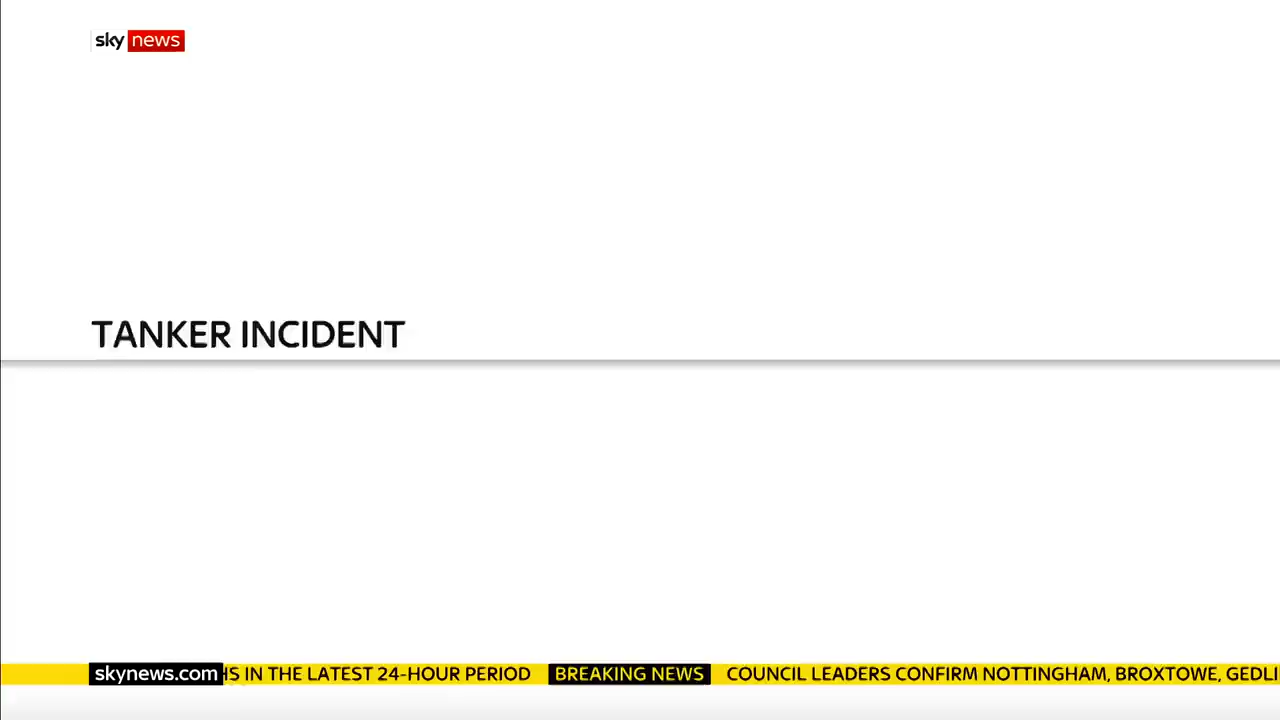 sky news
TANKER INCIDENT
skynews.com IN THE LATEST 24-HOUR PERIOD BREAKING NEWS COUNCIL LEADERS CONFIRM NOTTINGHAM, BROXTOWE,